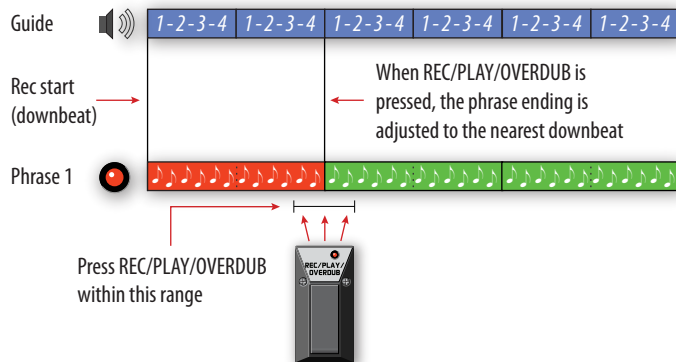 Guide 1-2-3-4 1-2-3-4 1-2-3-4 1-2-3-4 1-2-3-4 1-2-3-4
Rec start
(downbeat)
When REC/PLAY/OVERDUB is
pressed, the phrase ending is
adjusted to the nearest downbeat
Phrase 1
Press REC/PLAY/OVERDUB
within this range
REC/PLAY/
OVERDUB